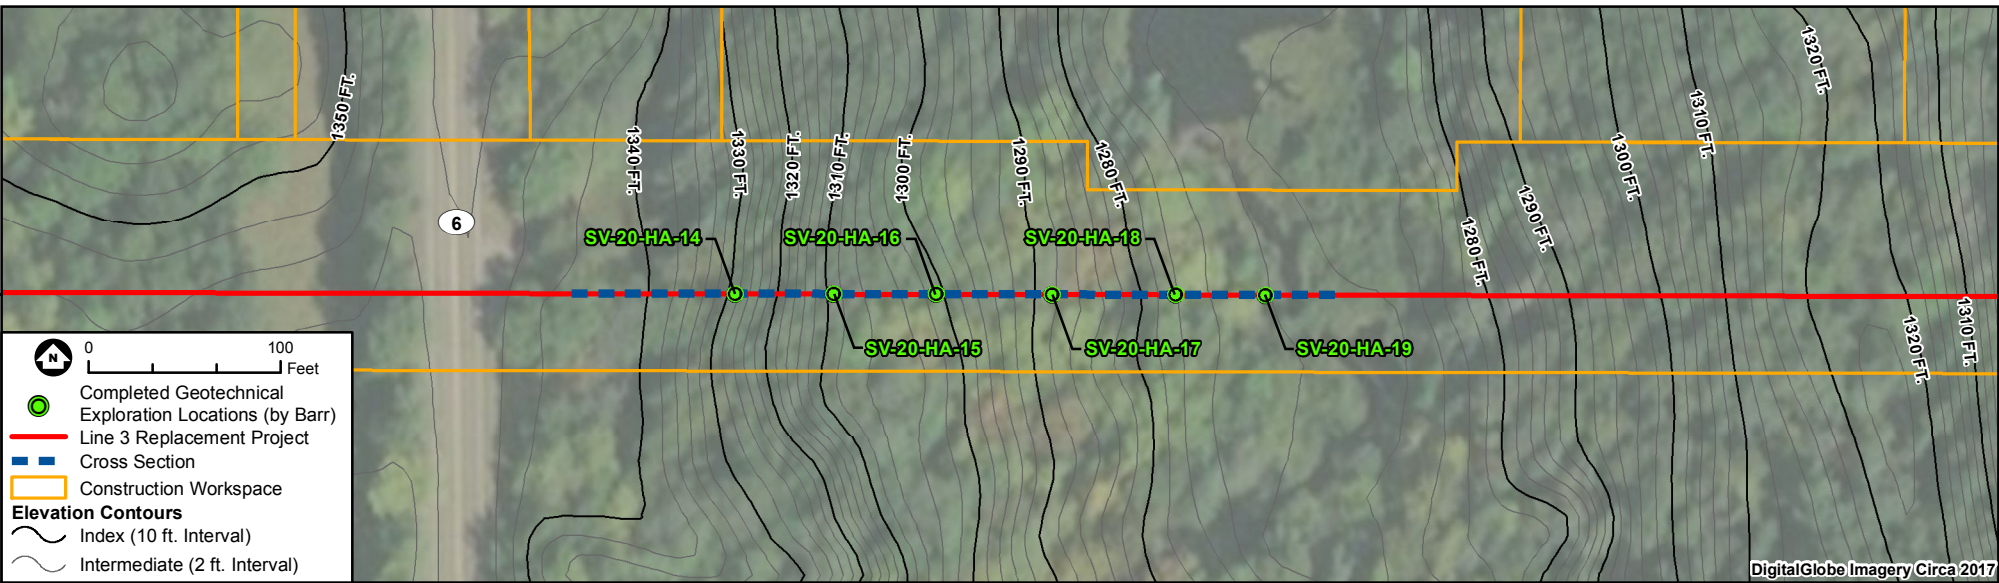 1350 FT.
1340 FT.
1330 FT.
1320 FT.
1310 FT.
1300 FT.
1290 FT.
1280 FT.
1280 FT.
1290 FT.
1300 FT.
1310 FT.
1320 FT.
6
SV-20-HA-14
SV-20-HA-16
SV-20-HA-18
SV-20-HA-15
SV-20-HA-17
SV-20-HA-19
1320 FT.
1310 FT.
N
0 100
Feet
Completed Geotechnical
Exploration Locations (by Barr)
Line 3 Replacement Project
Cross Section
Construction Workspace
Elevation Contours
Index (10 ft. Interval)
Intermediate (2 ft. Interval)
DigitalGlobe Imagery Circa 2017